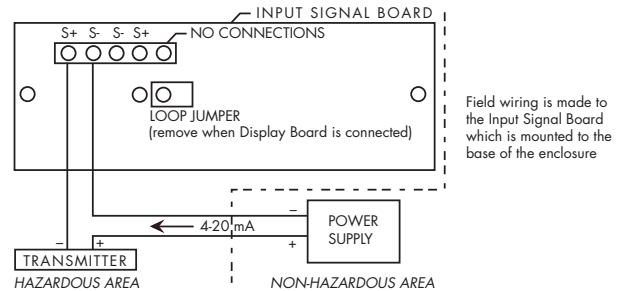 INPUT SIGNAL BOARD
S+ S- S- S+
NO CONNECTIONS
LOOP JUMPER
(remove when Display Board is connected)
Field wiring is made to
the Input Signal Board
which is mounted to the
base of the enclosure
–
4-20 mA
POWER
SUPPLY
– +
+
TRANSMITTER
HAZARDOUS AREA
NON-HAZARDOUS AREA